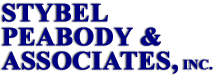 STYBEL
PEABODY &
ASSOCIATES, INC.